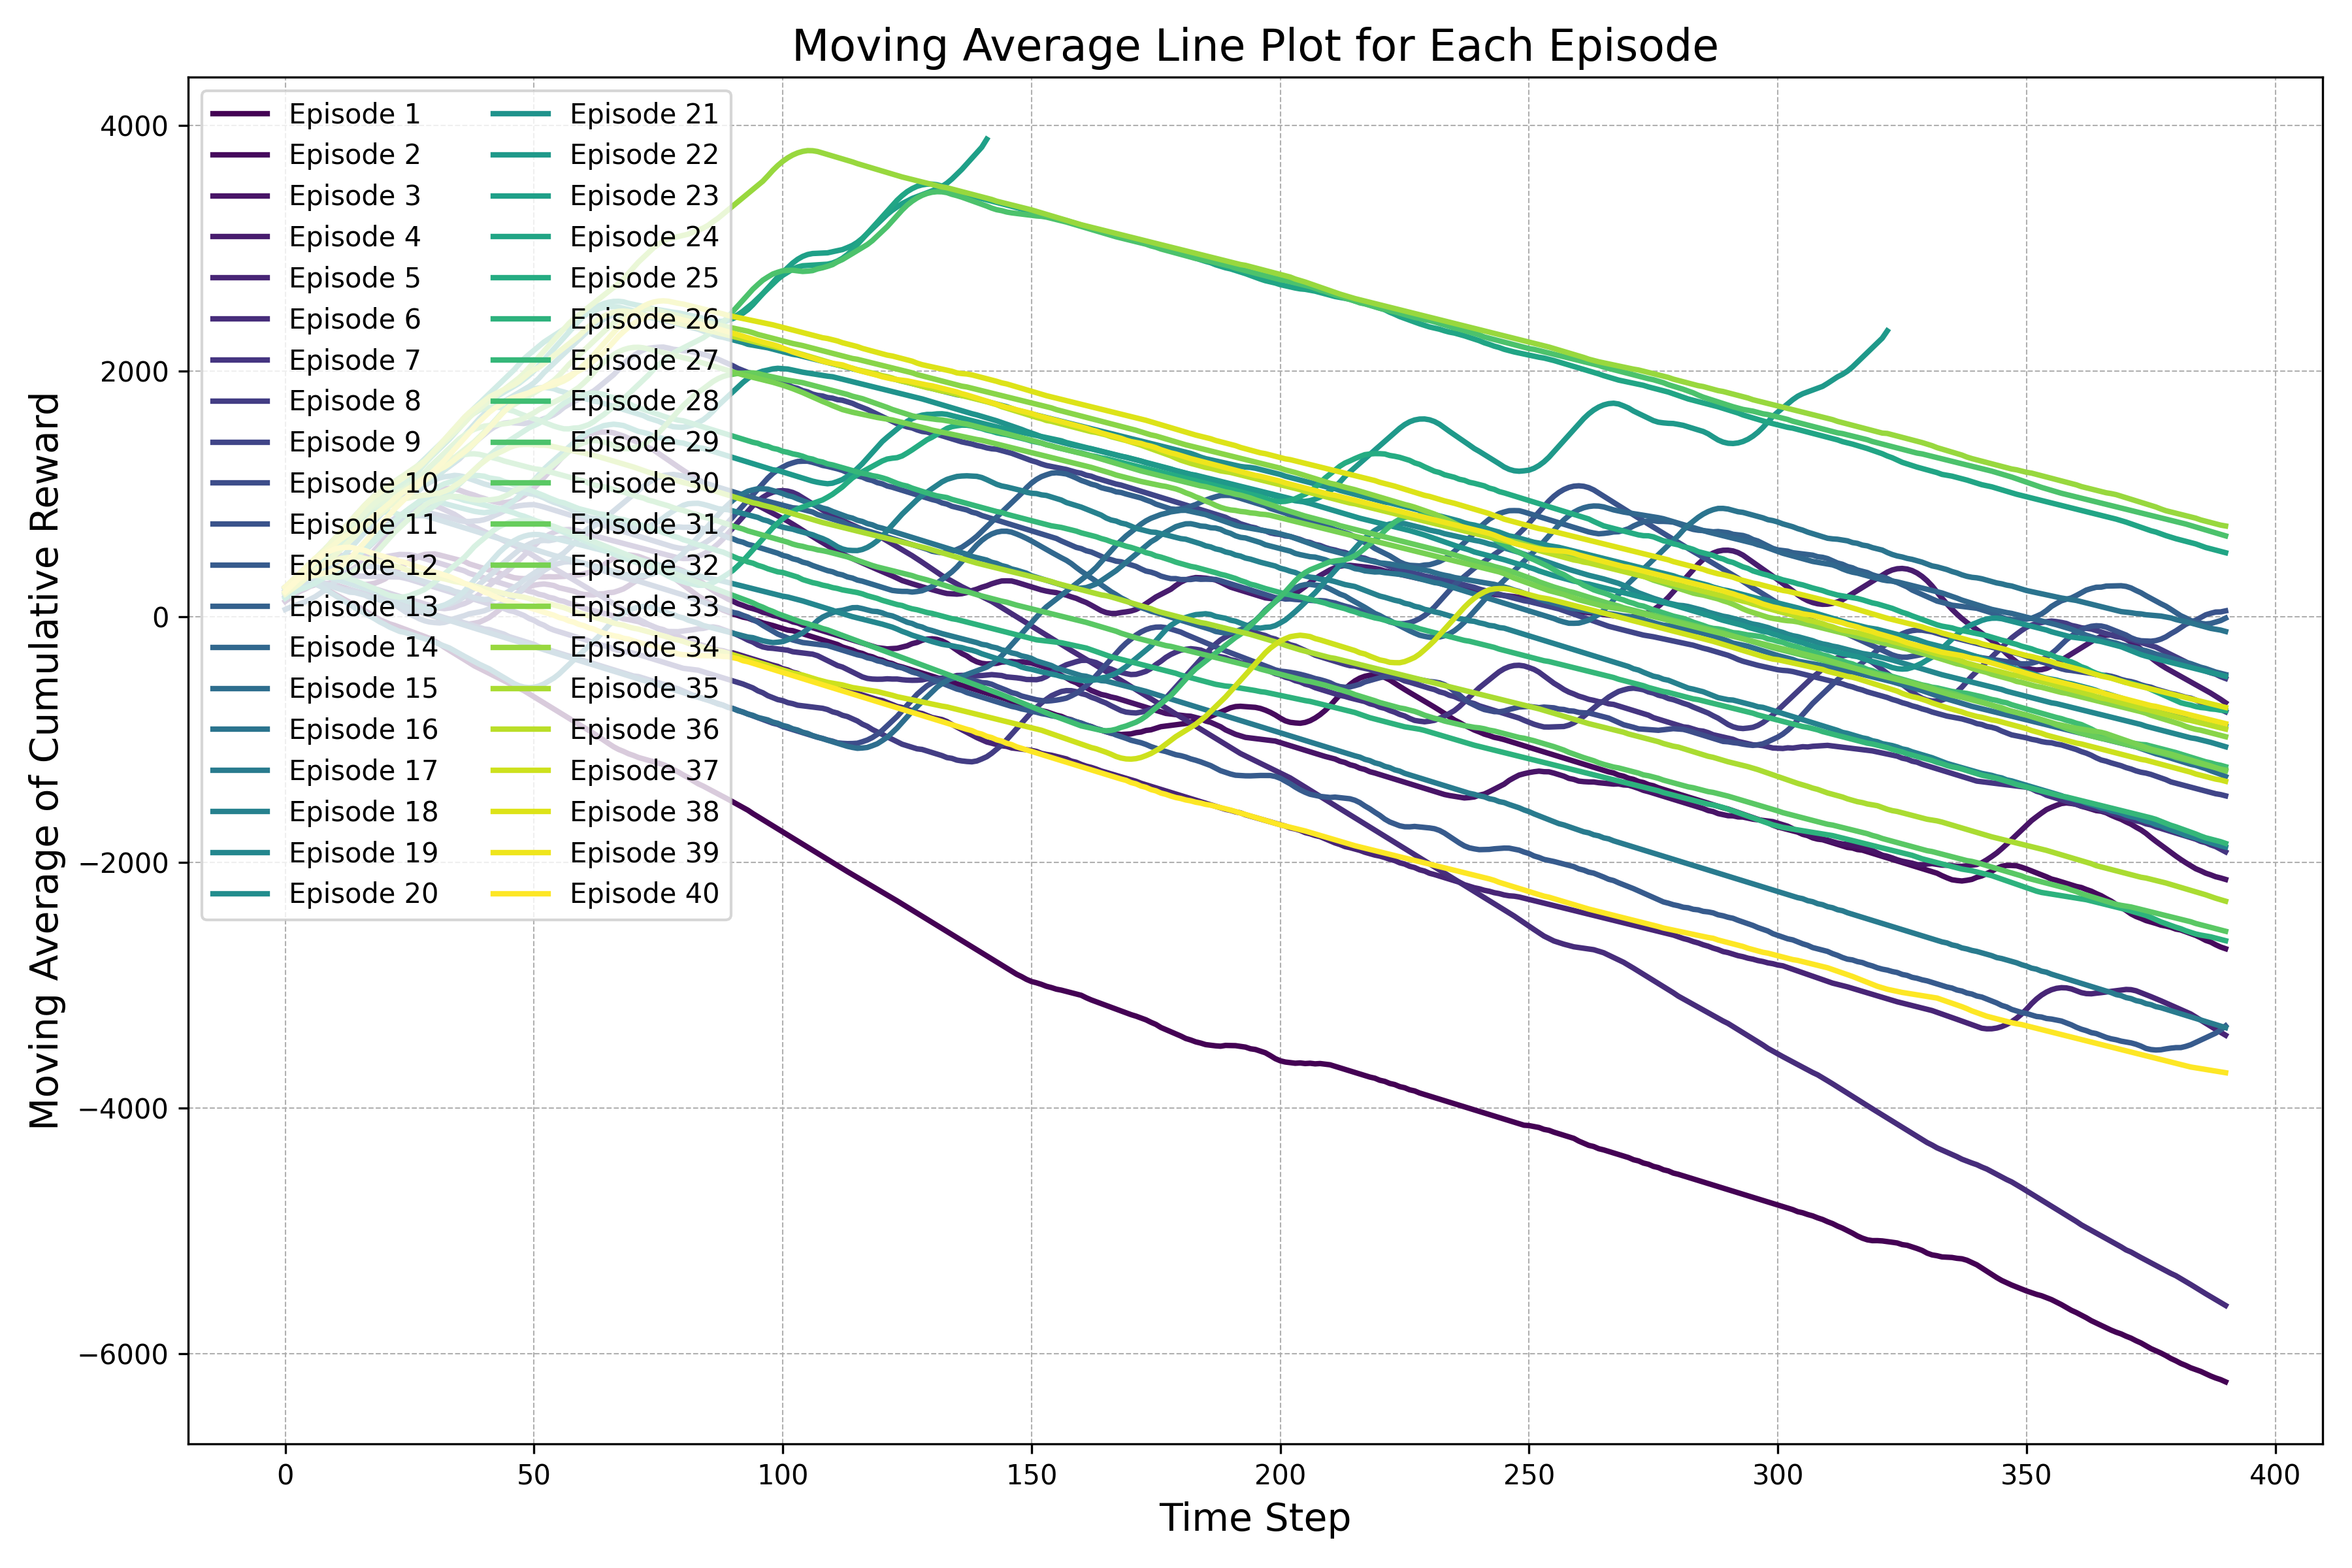 Moving Average Line Plot for Each Episode
Moving Average of Cumulative Reward
4000
2000
0
−2000
−4000
−6000
Episode 1
Episode 2
Episode 3
Episode 4
Episode 5
Episode 6
Episode 7
Episode 8
Episode 9
Episode 10
Episode 11
Episode 12
Episode 13
Episode 14
Episode 15
Episode 16
Episode 17
Episode 18
Episode 19
Episode 20
Episode 21
Episode 22
Episode 23
Episode 24
Episode 25
Episode 26
Episode 27
Episode 28
Episode 29
Episode 30
Episode 31
Episode 32
Episode 33
Episode 34
Episode 35
Episode 36
Episode 37
Episode 38
Episode 39
Episode 40
0 50 100 150 200 250 300 350 400
Time Step